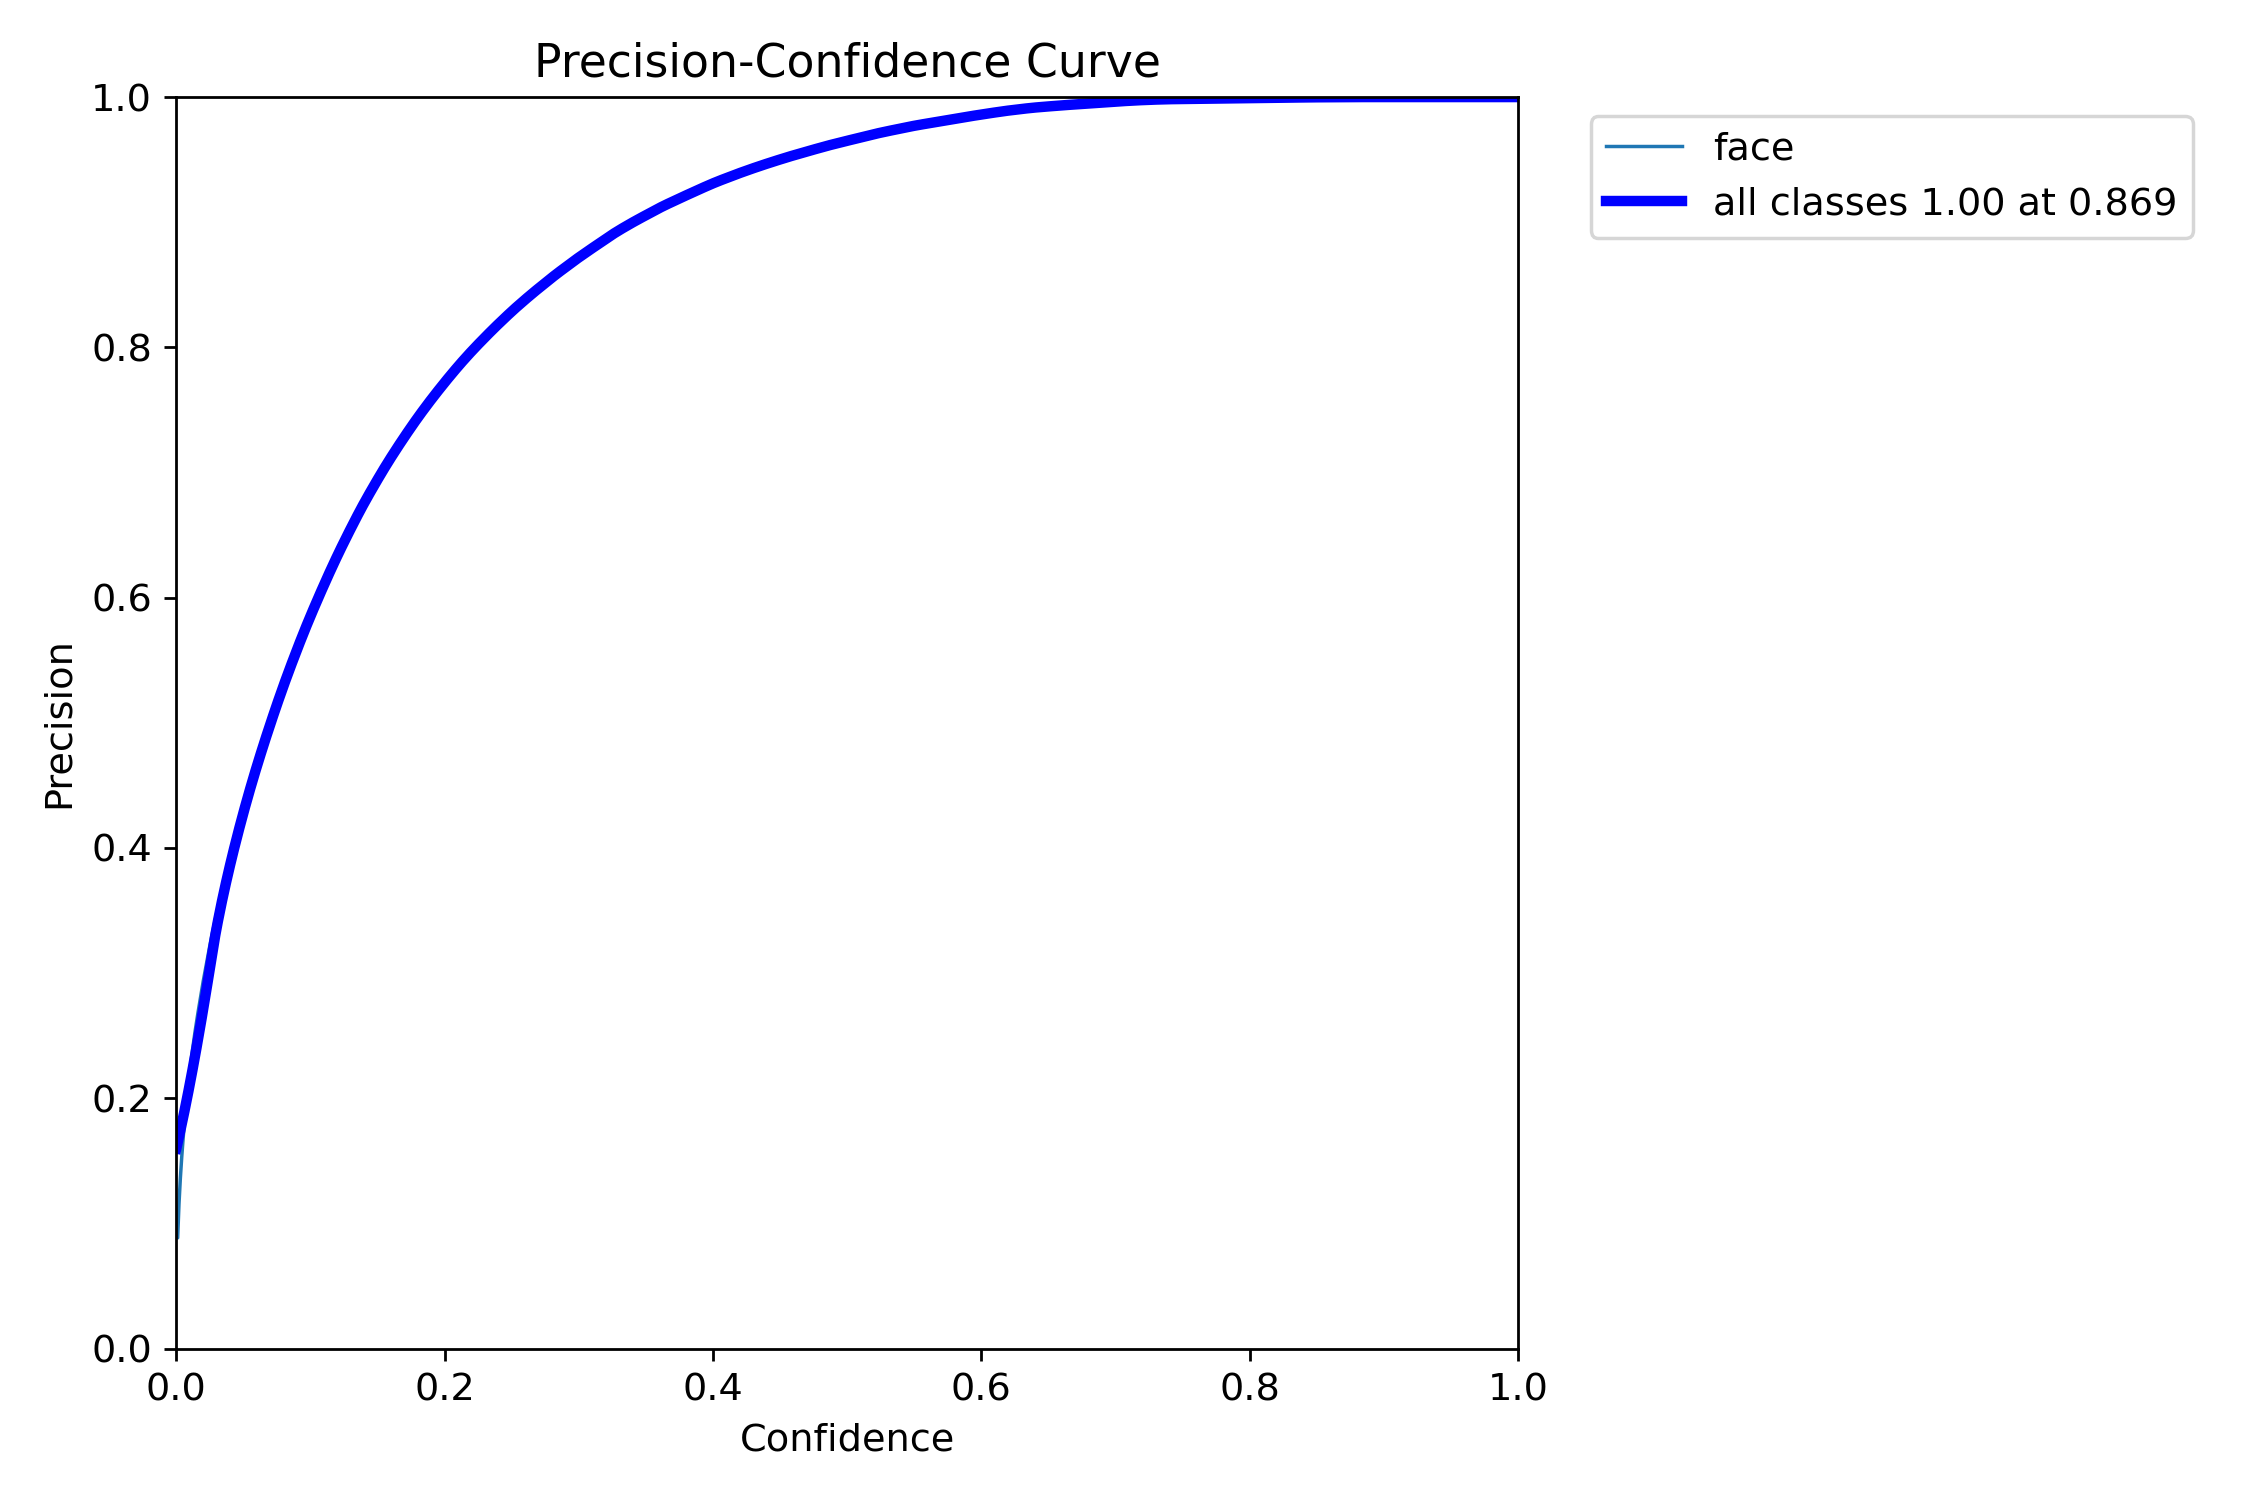 Precision-Confidence Curve
1.0
0.8
0.6
0.4
0.2
0.0
Precision
0.0 0.2 0.4 0.6 0.8 1.0
Confidence
face
all classes 1.00 at 0.869